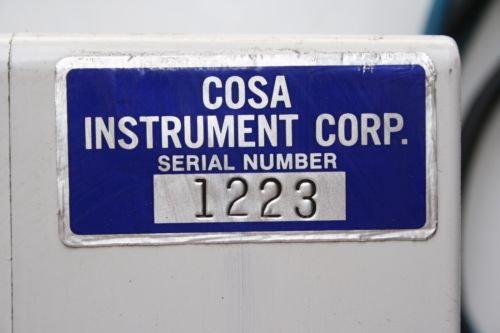 COSA
INSTRUMENT CORP.
SERIAL NUMBER
1223